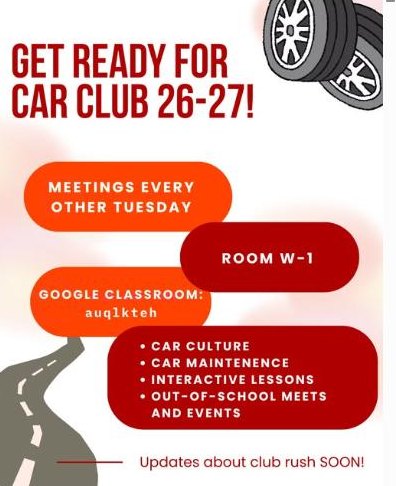 GET READY FOR
CAR CLUB 26-27!
MEETINGS EVERY
OTHER TUESDAY
ROOM W-1
GOOGLE CLASSROOM:
auqlkteh
• CAR CULTURE
• CAR MAINTENENCE
• INTERACTIVE LESSONS
• OUT-OF-SCHOOL MEETS
AND EVENTS
Updates about club rush SOON!